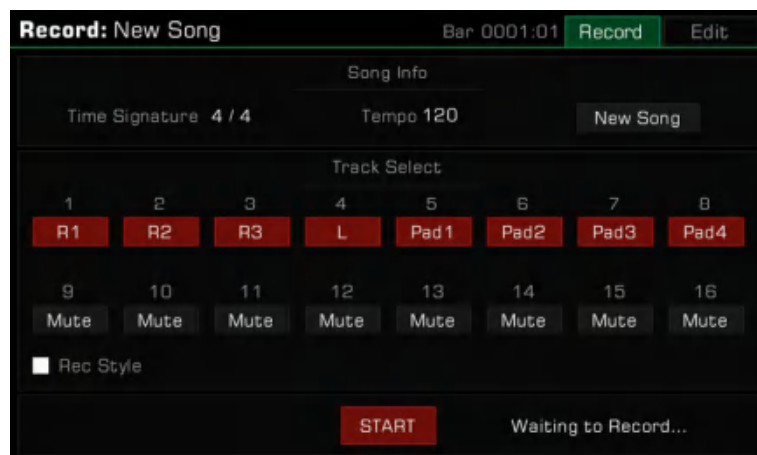 Record: New Song Bar 0001:01 Record Edit
Song Info
Time Signature 4 / 4 Tempo 120 New Song
Track Select
1 2 3 4 5 6 7 8
R1 R2 R3 L Pad1 Pad2 Pad3 Pad4
9 10 11 12 13 14 15 16
Mute Mute Mute Mute Mute Mute Mute Mute
Rec Style
START Waiting to Record...